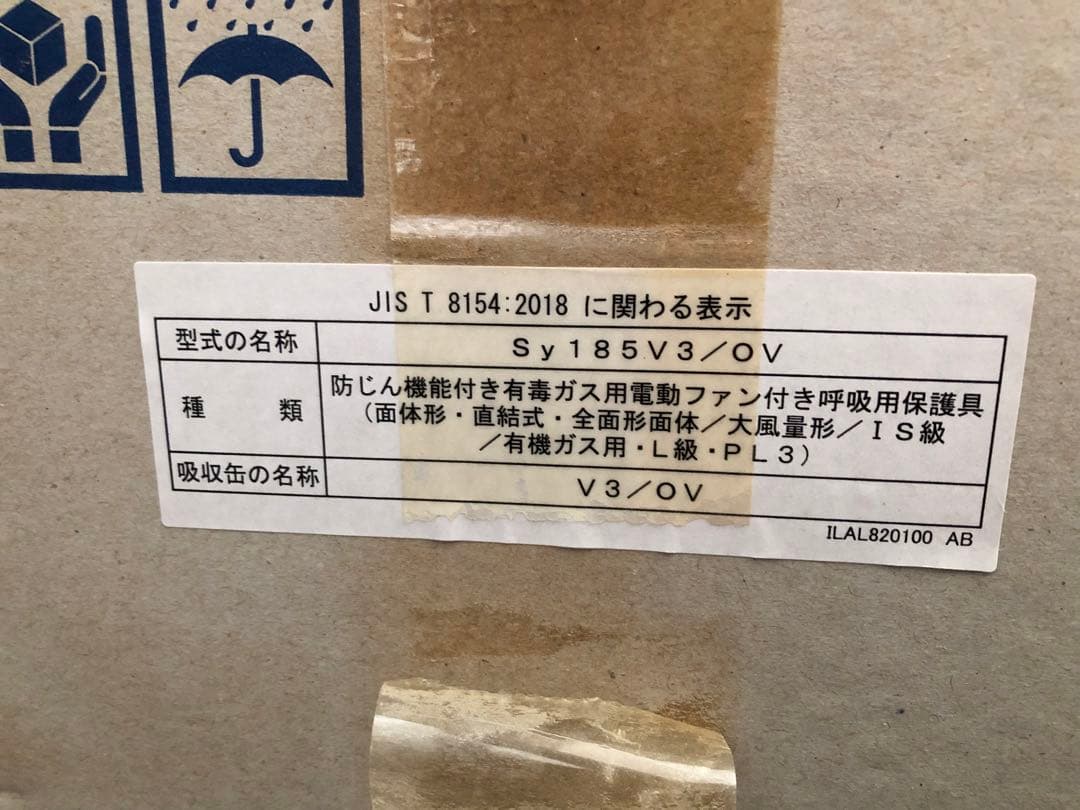 JIS T 8154:2018 に関わる表示
型式の名称 Ｓｙ１８５Ｖ３／ＯＶ
種　　類 防じん機能付き有毒ガス用電動ファン付き呼吸用保護具
（面体形・直結式・全面形面体／大風量形／ＩＳ級
／有機ガス用・Ｌ級・ＰＬ３）
吸収缶の名称 Ｖ３／ＯＶ
ILAL820100 AB